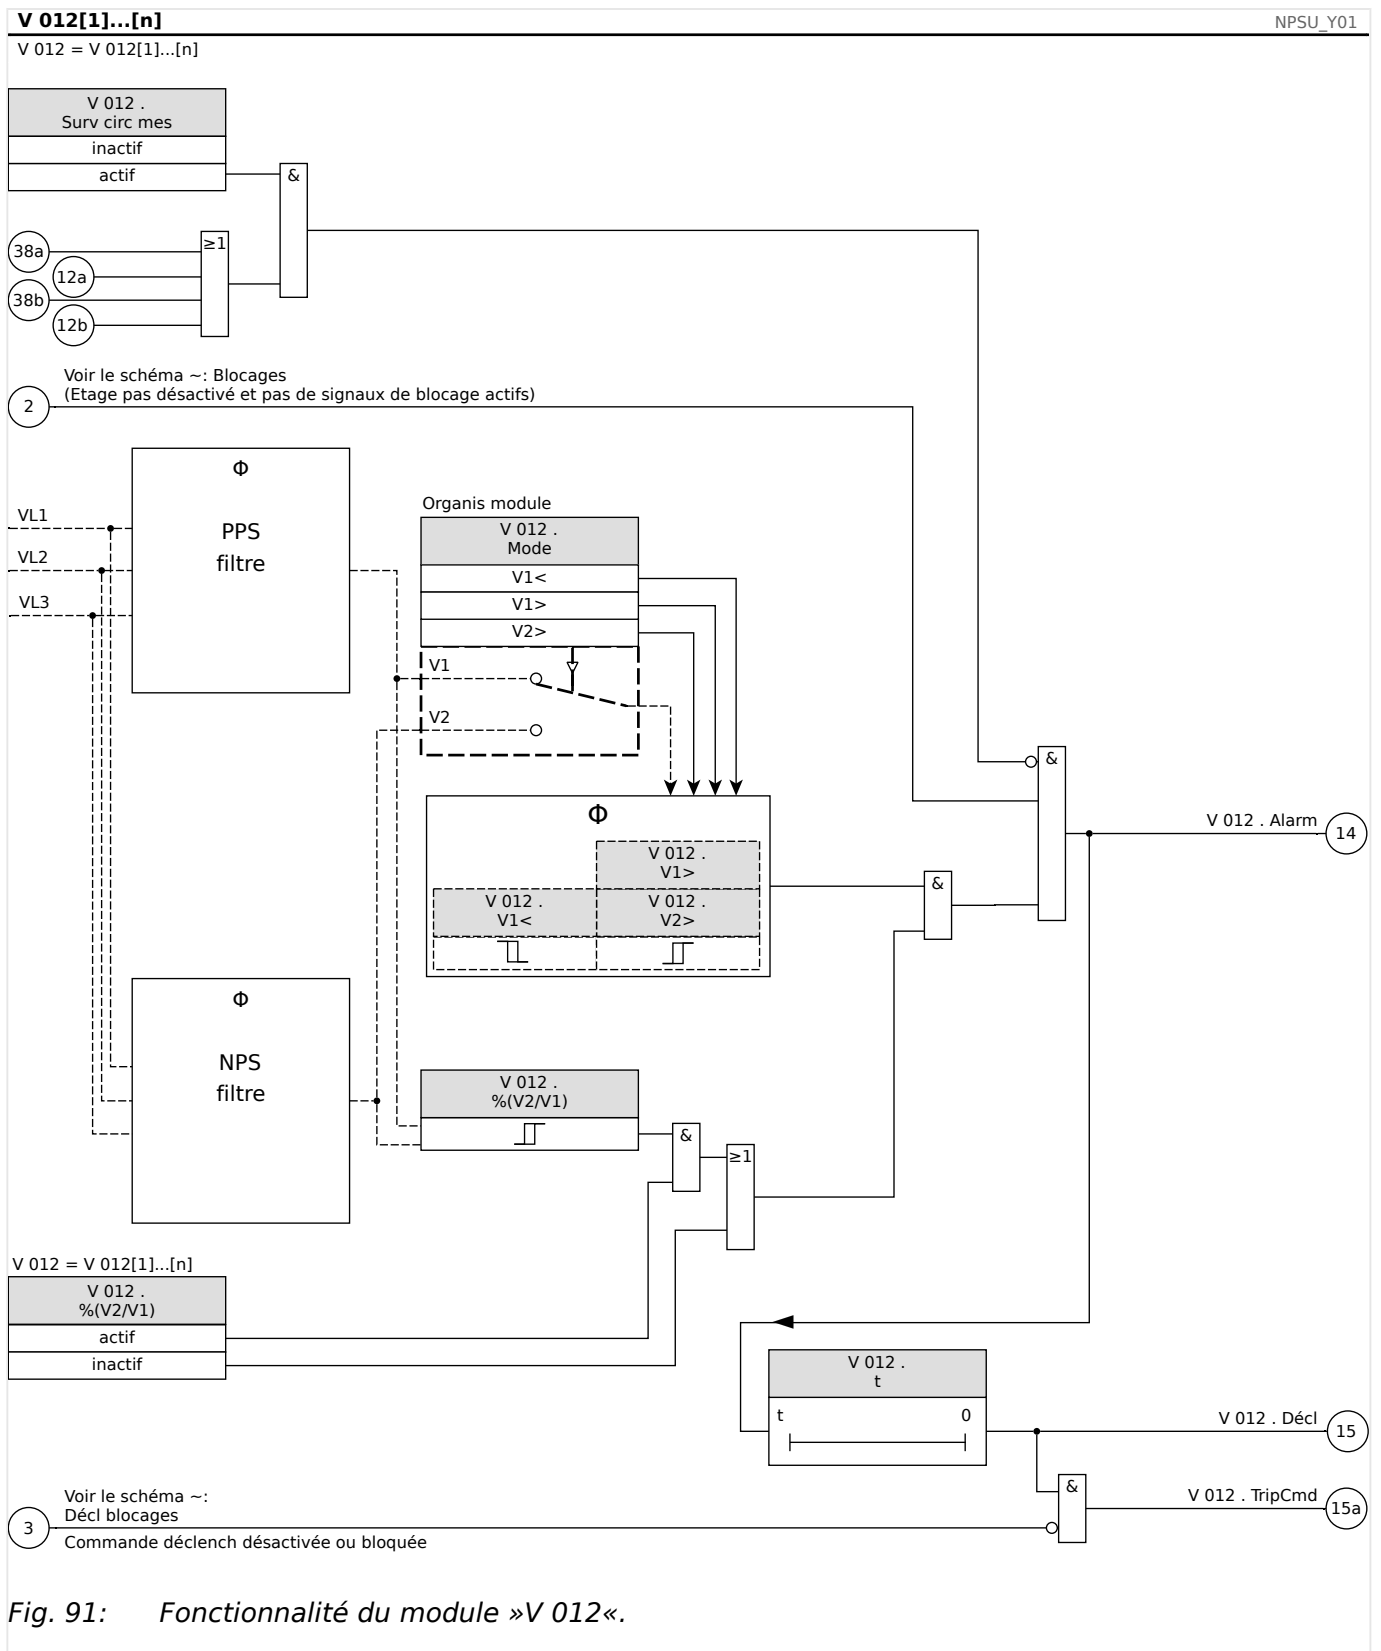 V 012[1]...[n]
NPSU_Y01
V 012 = V 012[1]...[n]
V 012 .
Surv circ mes
inactif
actif
&
38a
12a
38b
12b
≥1
Voir le schéma ~: Blocages
(Etage pas désactivé et pas de signaux de blocage actifs)
2
Φ
PPS
filtre
VL1
VL2
VL3
Organis module
V 012 .
Mode
V1<
V1>
V2>
V1
V2
&
V 012 . Alarm
14
Φ
V 012 .
V1>
V 012 .
V1<
V 012 .
V2>
&
Φ
NPS
filtre
V 012 .
%(V2/V1)
&
≥1
V 012 = V 012[1]...[n]
V 012 .
%(V2/V1)
actif
inactif
V 012 .
t
t
0
V 012 . Décl
15
&
V 012 . TripCmd
15a
Voir le schéma ~:
Décl blocages
3
Commande déclench désactivée ou bloquée
Fig. 91: Fonctionnalité du module »V 012«.